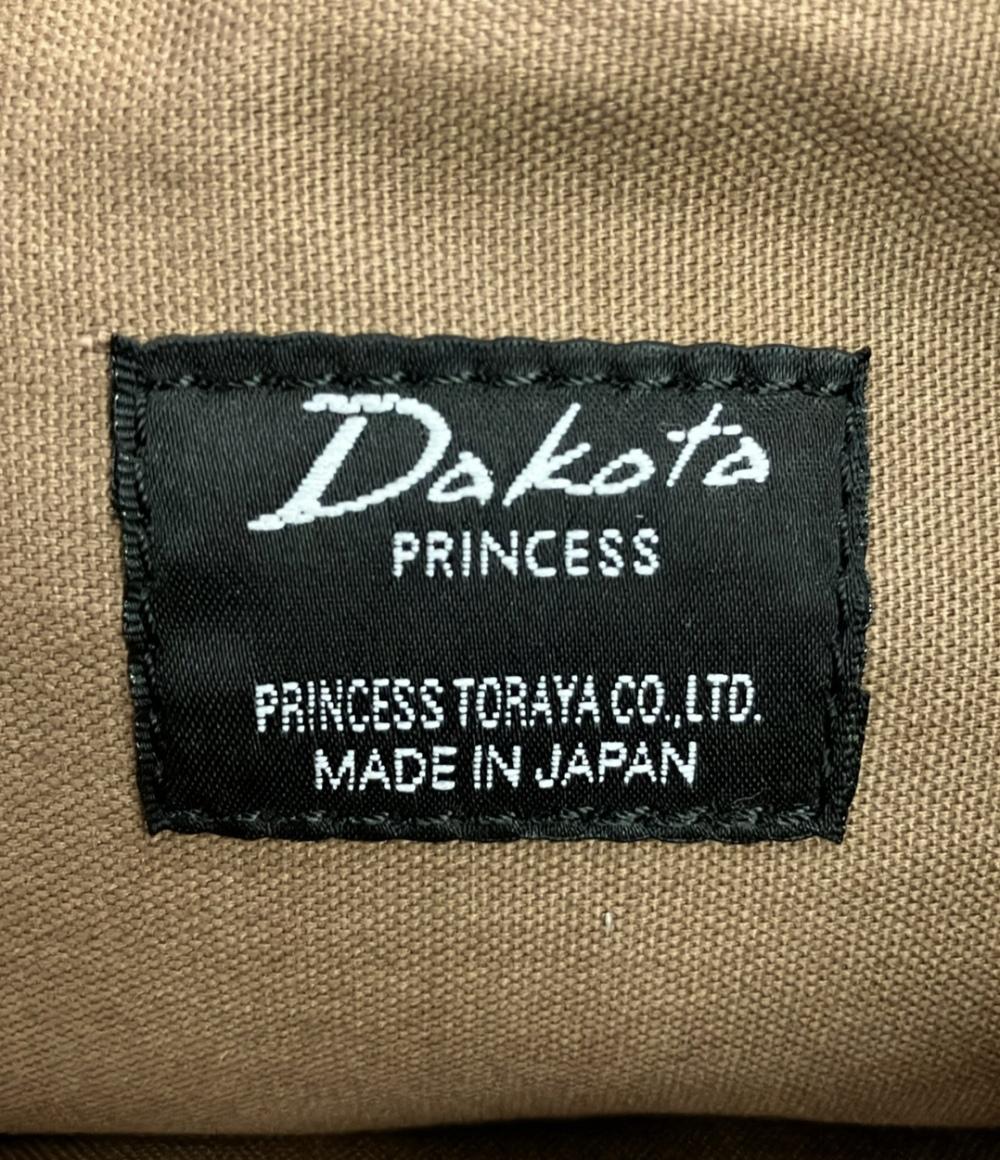 Dakota
PRINCESS
PRINCESS TORAYA CO.,LTD.
MADE IN JAPAN